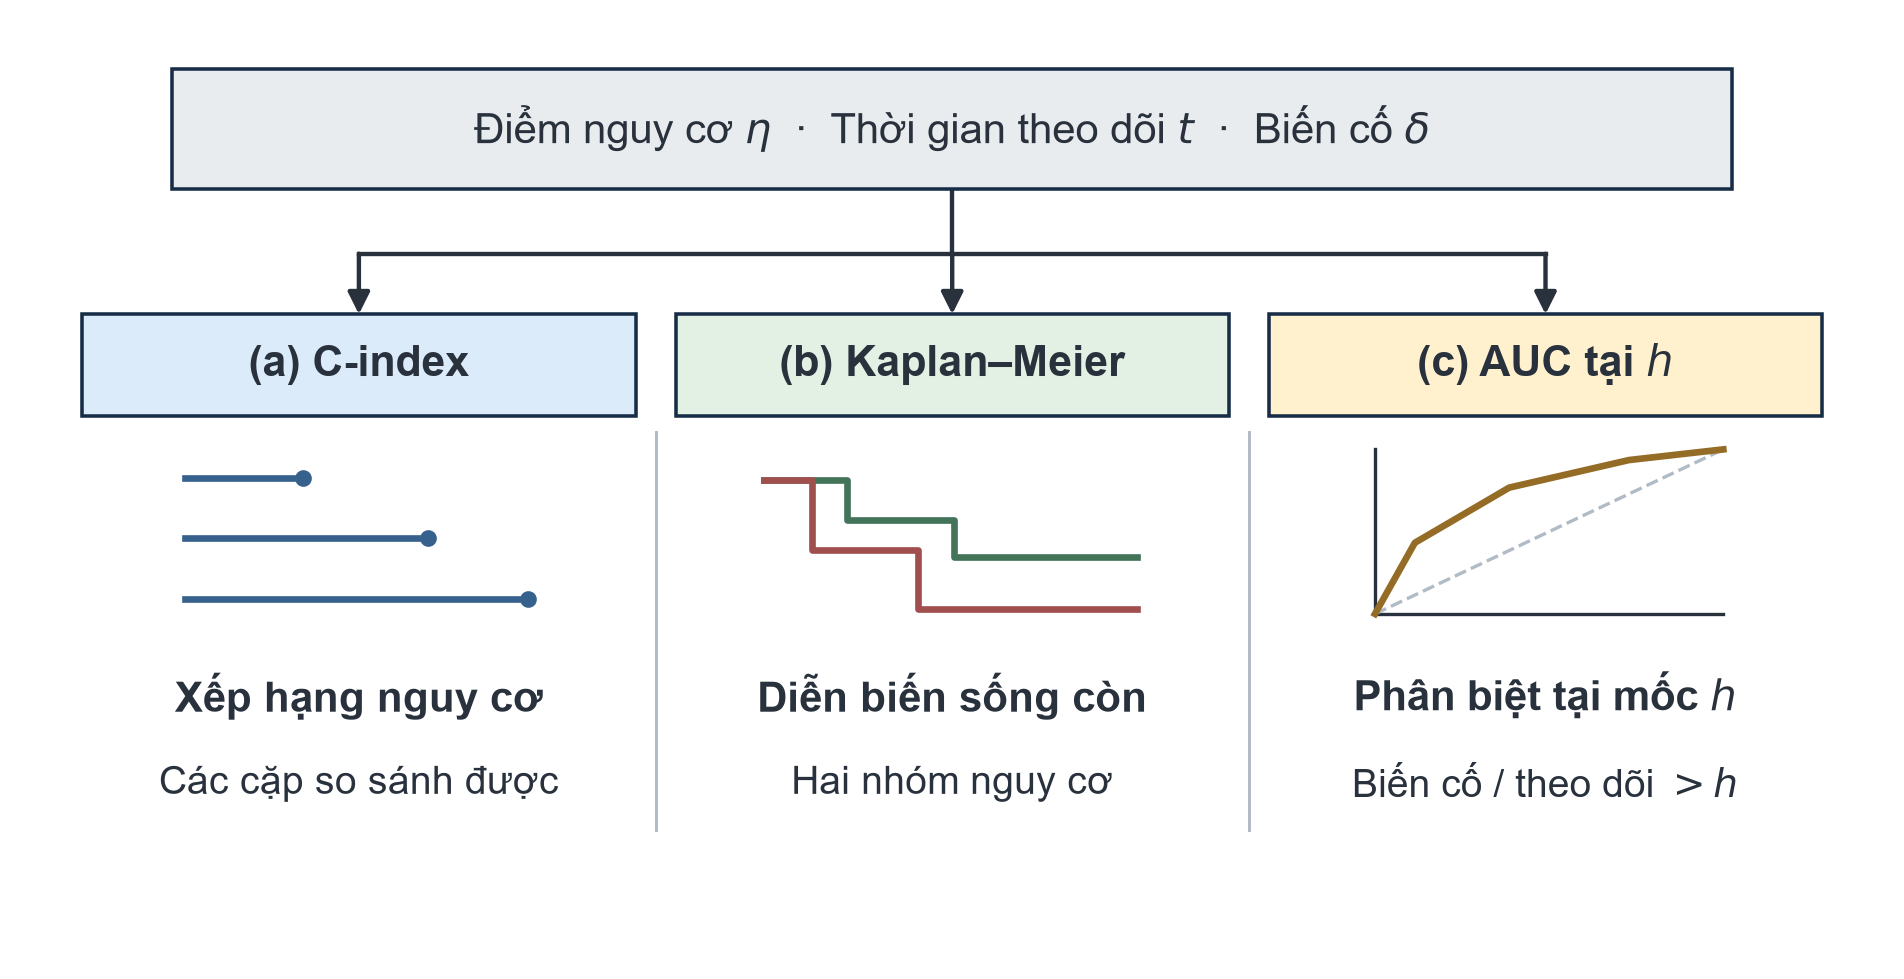 Điểm nguy cơ η · Thời gian theo dõi t · Biến cố δ
(a) C-index
(b) Kaplan–Meier
(c) AUC tại h
Xếp hạng nguy cơ
Diễn biến sống còn
Phân biệt tại mốc h
Các cặp so sánh được
Hai nhóm nguy cơ
Biến cố / theo dõi > h